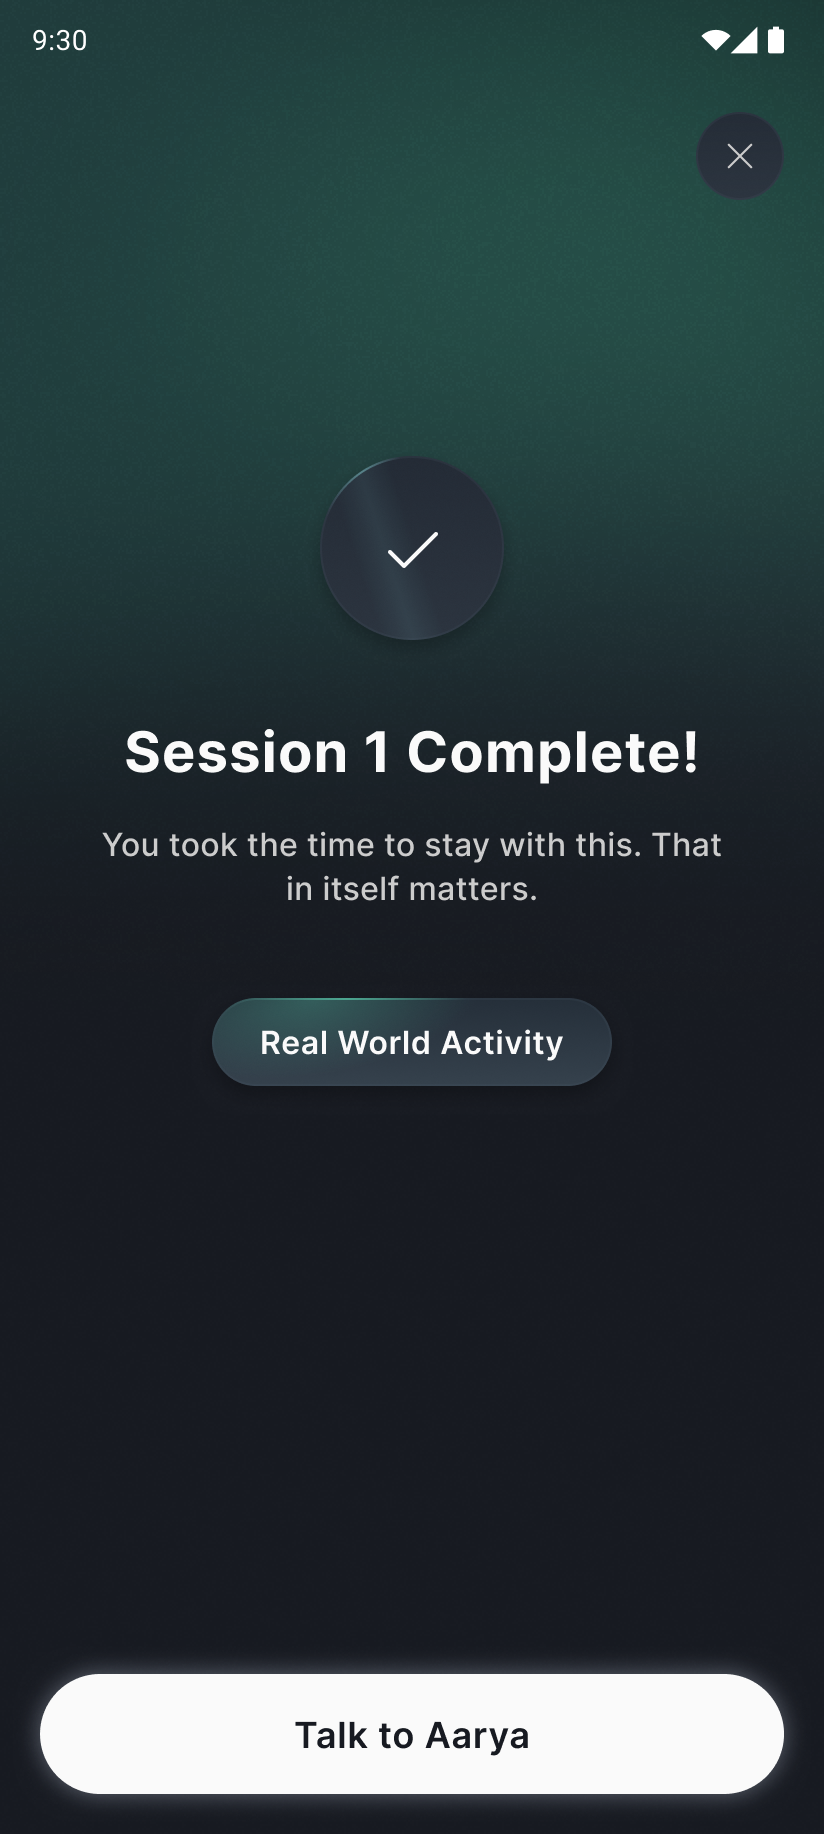 9:30
Session 1 Complete!
You took the time to stay with this. That
in itself matters.
Real World Activity
Talk to Aarya